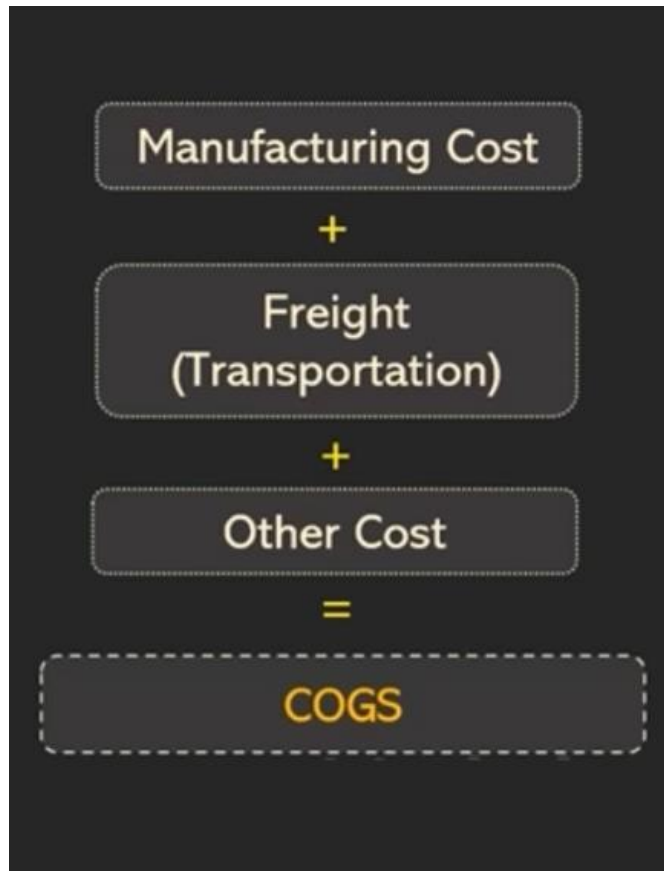 Manufacturing Cost
+
Freight
(Transportation)
+
Other Cost
=
COGS